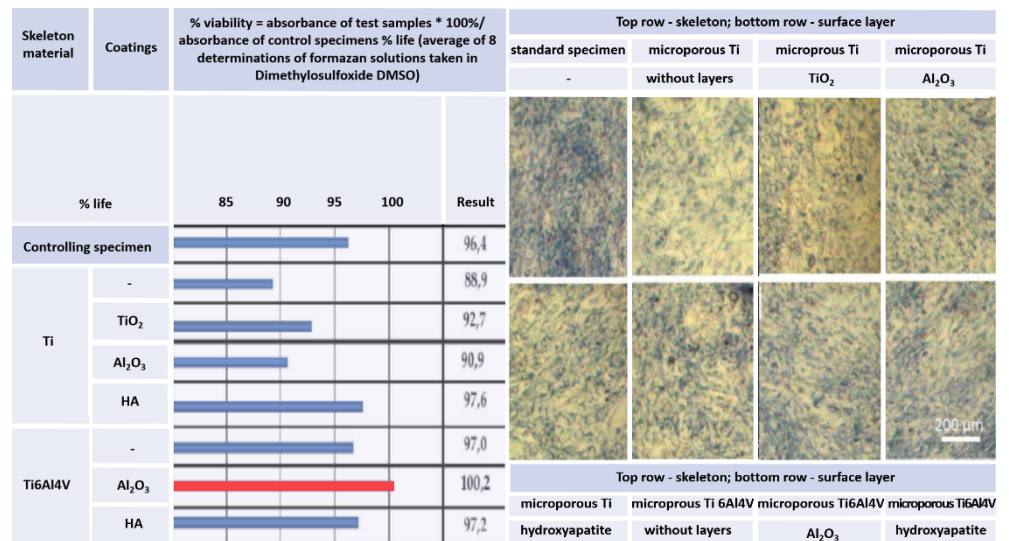 Skeleton
material
Coatings
% viability = absorbance of test samples * 100%/
absorbance of control specimens % life (average of 8
determinations of formazan solutions taken in
Dimethylosulfoxide DMSO)
% life
85 90 95 100
Result
Controlling specimen
96,4
Ti
-
88,9
TiO2
92,7
Al2O3
90,9
HA
97,6
Ti6Al4V
-
97,0
Al2O3
100,2
HA
97,2
Top row - skeleton; bottom row - surface layer
standard specimen
microporous Ti
microprous Ti
microporous Ti
-
without layers
TiO2
Al2O3
200 µm
Top row - skeleton; bottom row - surface layer
microporous Ti
microprous Ti 6Al4V
microporous Ti6Al4V
microporous Ti6Al4V
hydroxyapatite
without layers
Al2O3
hydroxyapatite